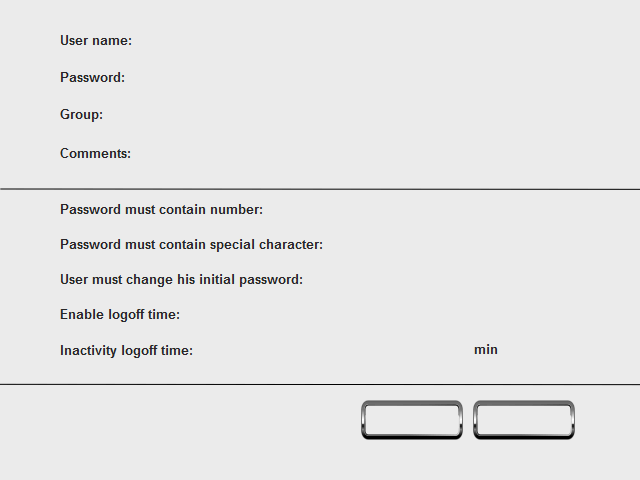 User name:
Password:
Group:
Comments:
Password must contain number:
Password must contain special character:
User must change his initial password:
Enable logoff time:
Inactivity logoff time: min